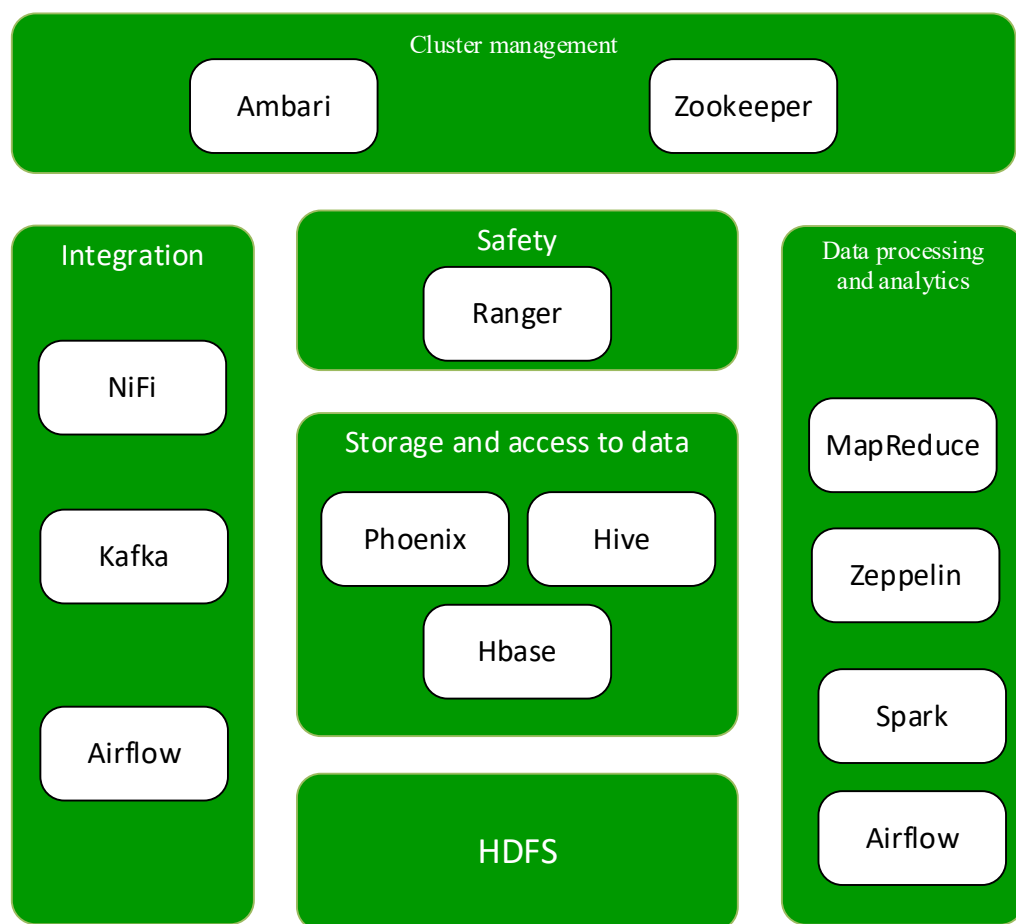 Cluster management
Ambari
Zookeeper
Integration
NiFi
Kafka
Airflow
Safety
Ranger
Storage and access to data
Phoenix
Hive
Hbase
HDFS
Data processing
and analytics
MapReduce
Zeppelin
Spark
Airflow